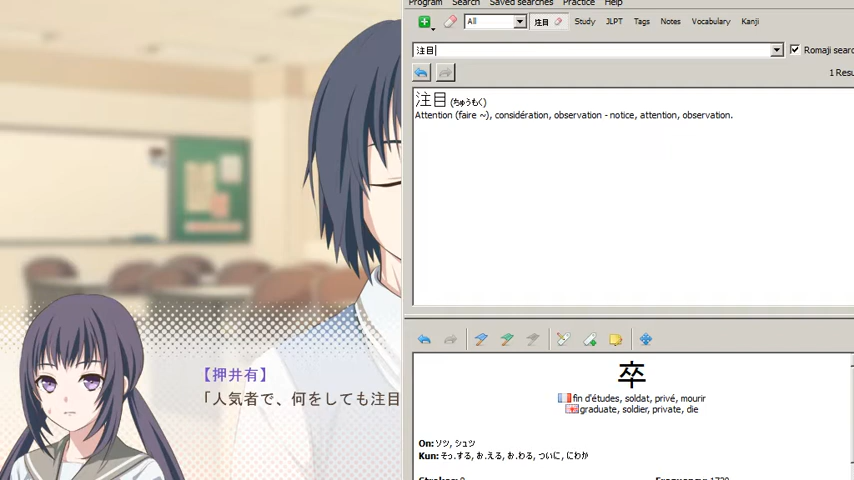 Program Search Saved searches Practice Help
All 注目 Study JLPT Tags Notes Vocabulary Kanji
注目
Romaji searc
1 Resu
注目 (ちゅうもく)
Attention (faire ~), considération, observation - notice, attention, observation.
【押井有】
「人気者で、何をしても注目
卒
fin d'études, soldat, privé, mourir
graduate, soldier, private, die
On: ソツ, シュツ
Kun: そっ.する, お.える, お.わる, ついに, にわか